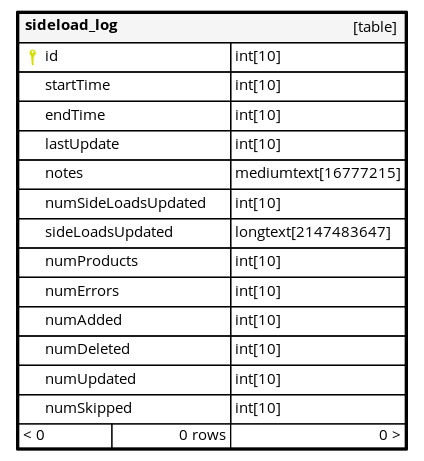 sideload_log [table]
id int[10]
startTime int[10]
endTime int[10]
lastUpdate int[10]
notes mediumtext[16777215]
numSideLoadsUpdated int[10]
sideLoadsUpdated longtext[2147483647]
numProducts int[10]
numErrors int[10]
numAdded int[10]
numDeleted int[10]
numUpdated int[10]
numSkipped int[10]
< 0 0 rows 0 >